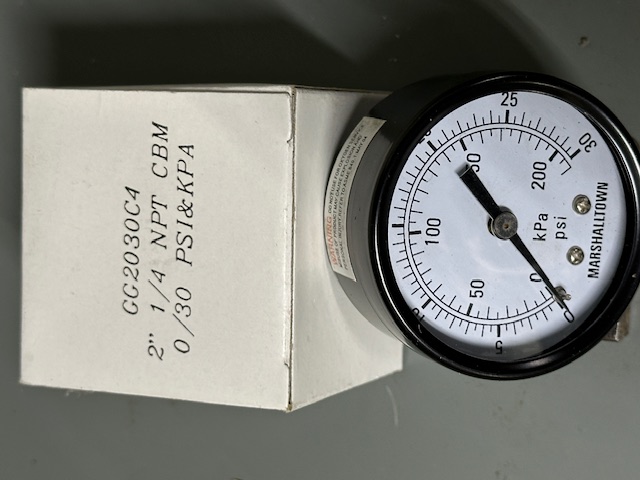 GG2030C4
2" 1/4 NPT CBM
0/30 PSI&KPA
WARNING
0
5
25
30
0
50
100
200
kPa
psi
MARSHALLTOWN